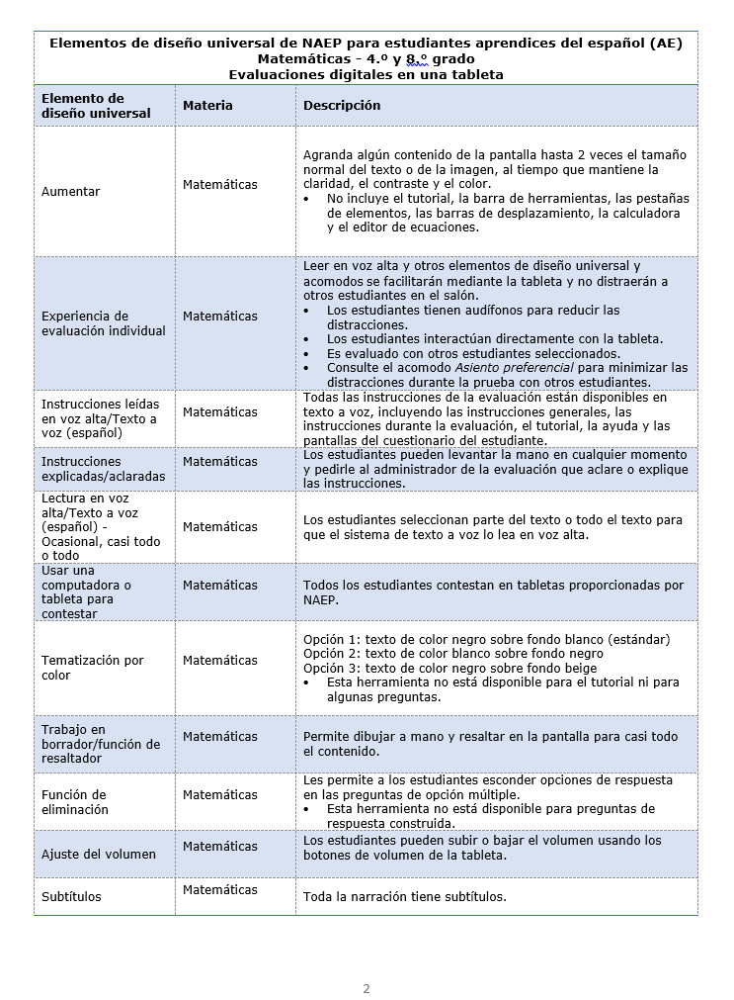 Elementos de diseño universal de NAEP para estudiantes aprendices del español (AE)
Matemáticas - 4.º y 8.º grado
Evaluaciones digitales en una tableta
Elemento de
diseño universal
Materia
Descripción
Aumentar
Matemáticas
Agranda algún contenido de la pantalla hasta 2 veces el tamaño
normal del texto o de la imagen, al tiempo que mantiene la
claridad, el contraste y el color.
• No incluye el tutorial, la barra de herramientas, las pestañas
de elementos, las barras de desplazamiento, la calculadora
y el editor de ecuaciones.
Experiencia de
evaluación individual
Matemáticas
Leer en voz alta y otros elementos de diseño universal y
acomodos se facilitarán mediante la tableta y no distraerán a
otros estudiantes en el salón.
• Los estudiantes tienen audífonos para reducir las
distracciones.
• Los estudiantes interactúan directamente con la tableta.
• Es evaluado con otros estudiantes seleccionados.
• Consulte el acomodo Asiento preferencial para minimizar las
distracciones durante la prueba con otros estudiantes.
Instrucciones leídas
en voz alta/Texto a
voz (español)
Matemáticas
Todas las instrucciones de la evaluación están disponibles en
texto a voz, incluyendo las instrucciones generales, las
instrucciones durante la evaluación, el tutorial, la ayuda y las
pantallas del cuestionario del estudiante.
Instrucciones
explicadas/aclaradas
Matemáticas
Los estudiantes pueden levantar la mano en cualquier momento
y pedirle al administrador de la evaluación que aclare o explique
las instrucciones.
Lectura en voz
alta/Texto a voz
(español) -
Ocasional, casi todo
o todo
Matemáticas
Los estudiantes seleccionan parte del texto o todo el texto para
que el sistema de texto a voz lo lea en voz alta.
Usar una
computadora o
tableta para
contestar
Matemáticas
Todos los estudiantes contestan en tabletas proporcionadas por
NAEP.
Tematización por
color
Matemáticas
Opción 1: texto de color negro sobre fondo blanco (estándar)
Opción 2: texto de color blanco sobre fondo negro
Opción 3: texto de color negro sobre fondo beige
• Esta herramienta no está disponible para el tutorial ni para
algunas preguntas.
Trabajo en
borrador/función de
resaltador
Matemáticas
Permite dibujar a mano y resaltar en la pantalla para casi todo
el contenido.
Función de
eliminación
Matemáticas
Les permite a los estudiantes esconder opciones de respuesta
en las preguntas de opción múltiple.
• Esta herramienta no está disponible para preguntas de
respuesta construida.
Ajuste del volumen
Matemáticas
Los estudiantes pueden subir o bajar el volumen usando los
botones de volumen de la tableta.
Subtítulos
Matemáticas
Toda la narración tiene subtítulos.
2